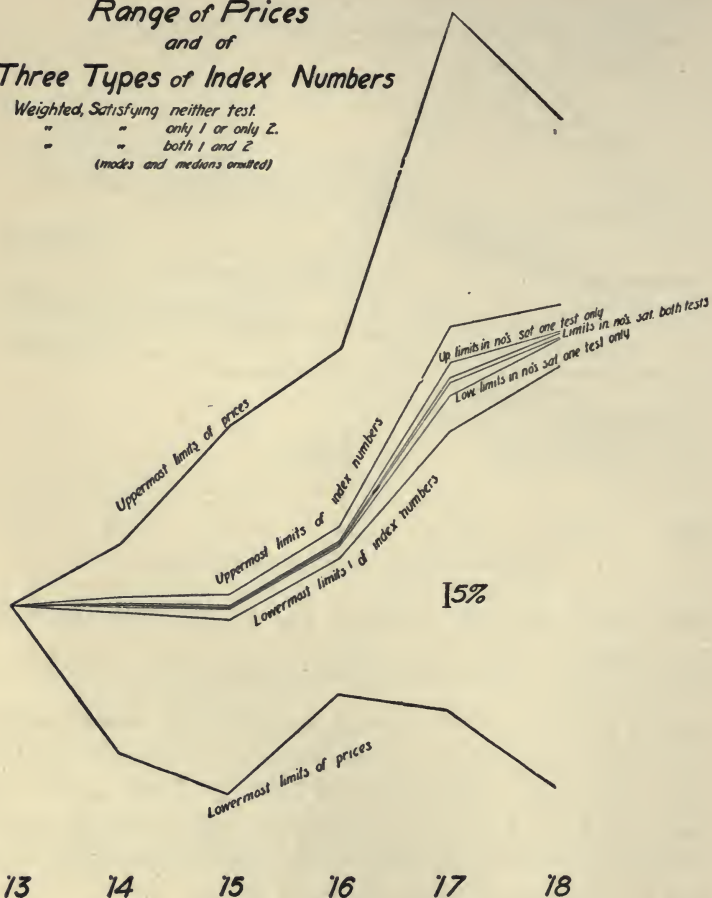 Range of Prices
and of
Three Types of Index Numbers
Weighted, Satisfying neither test.
" " only 1 or only 2.
" " both 1 and 2
(modes and medians omitted)
Up. limits in no's sat one test only
Limits in no's. sat. both tests
Low. limits in no's sat one test only
Uppermost limits of prices
Uppermost limits of index numbers
Lowermost limits of index numbers
5%
Lowermost limits of prices
'13 '14 '15 '16 '17 '18